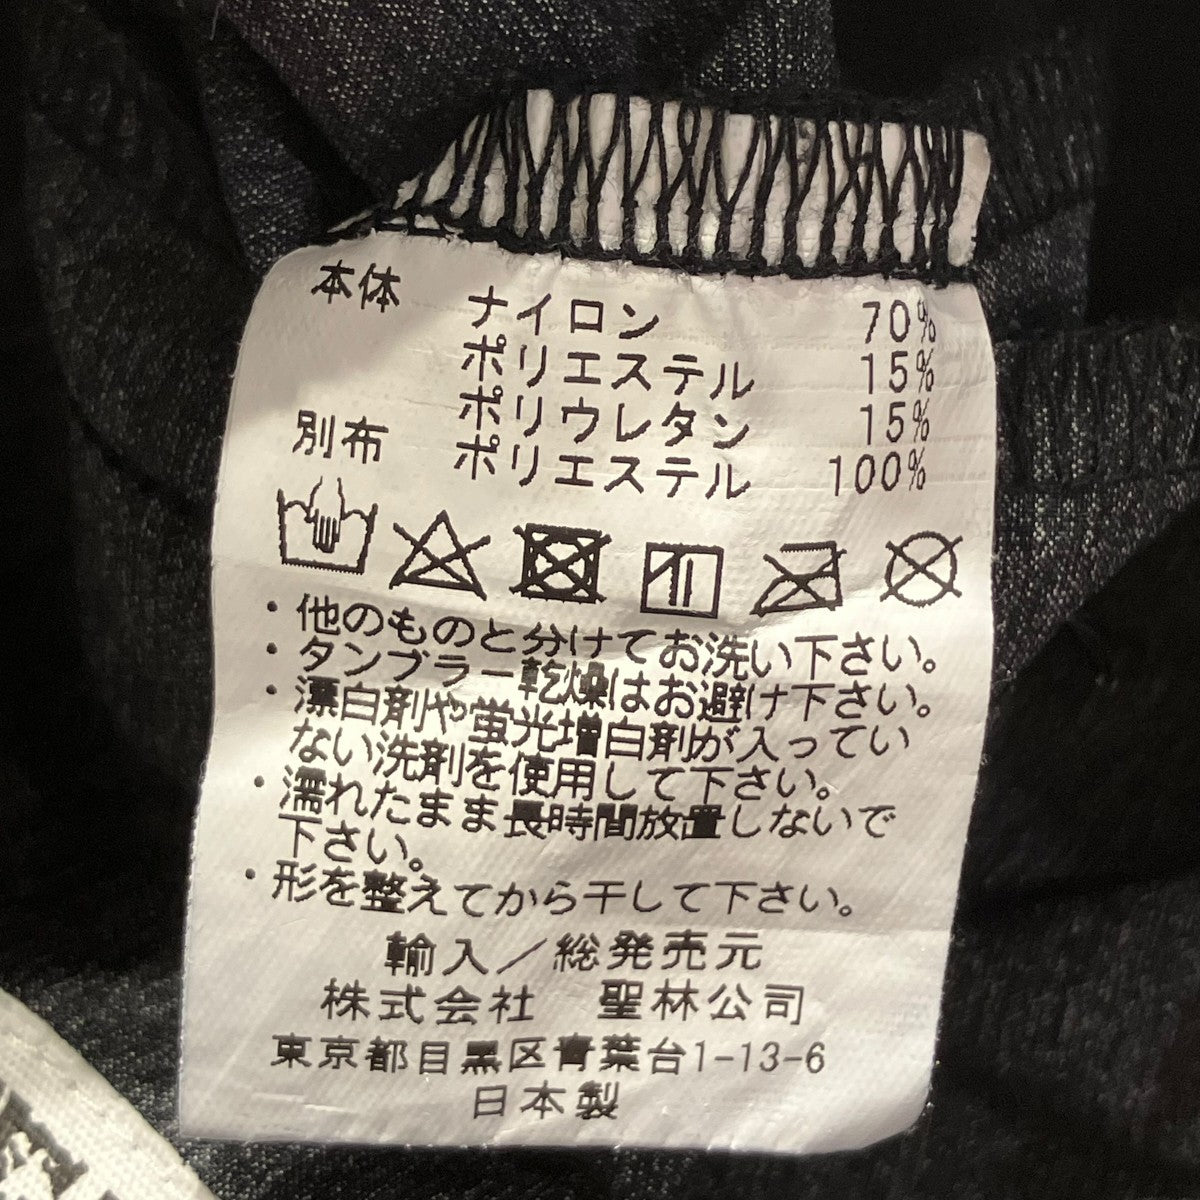 本体 ナイロン 70%
ポリエステル 15%
ポリウレタン 15%
別布 ポリエステル 100%
・他のものと分けてお洗い下さい。
・タンブラー乾燥はお避け下さい。
・漂白剤や蛍光増白剤が入ってい
ない洗剤を使用して下さい。
・濡れたまま長時間放置しないで
下さい。
・形を整えてから干して下さい。
輸入/総発売元
株式会社 聖林公司
東京都目黒区青葉台1-13-6
日本製